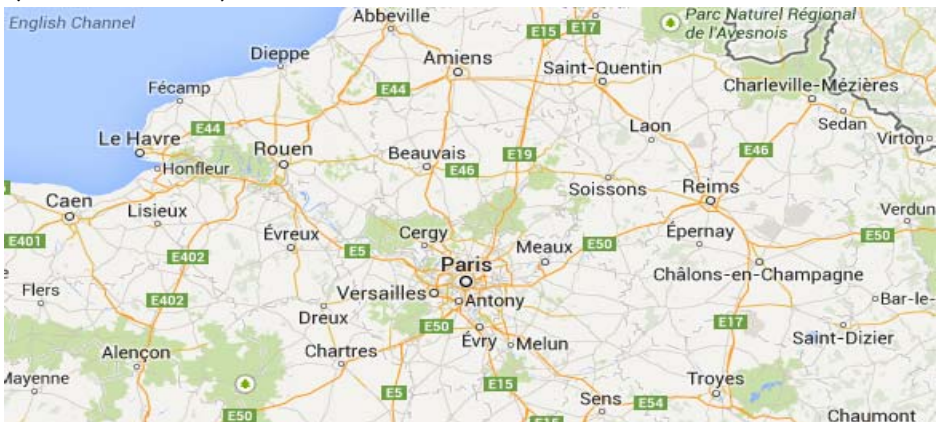 Abbeville
English Channel
E15
E17
Parc Naturel Régional
de l'Avesnois
Dieppe
Amiens
Saint-Quentin
Fécamp
E44
Charleville-Mézières
Sedan
E44
Laon
Virton
Le Havre
Rouen
Beauvais
E19
E46
Honfleur
E46
Soissons
Reims
Caen
Lisieux
Verdun
E401
Évreux
Cergy
Meaux
E50
Épernay
E50
E402
E5
Paris
Châlons-en-Champagne
Flers
E402
Versailles
Antony
Bar-le-
Dreux
E50
E17
Évry
Melun
Saint-Dizier
Alençon
Chartres
Mayenne
E15
Troyes
E5
Sens
E54
E50
E15
Chaumont